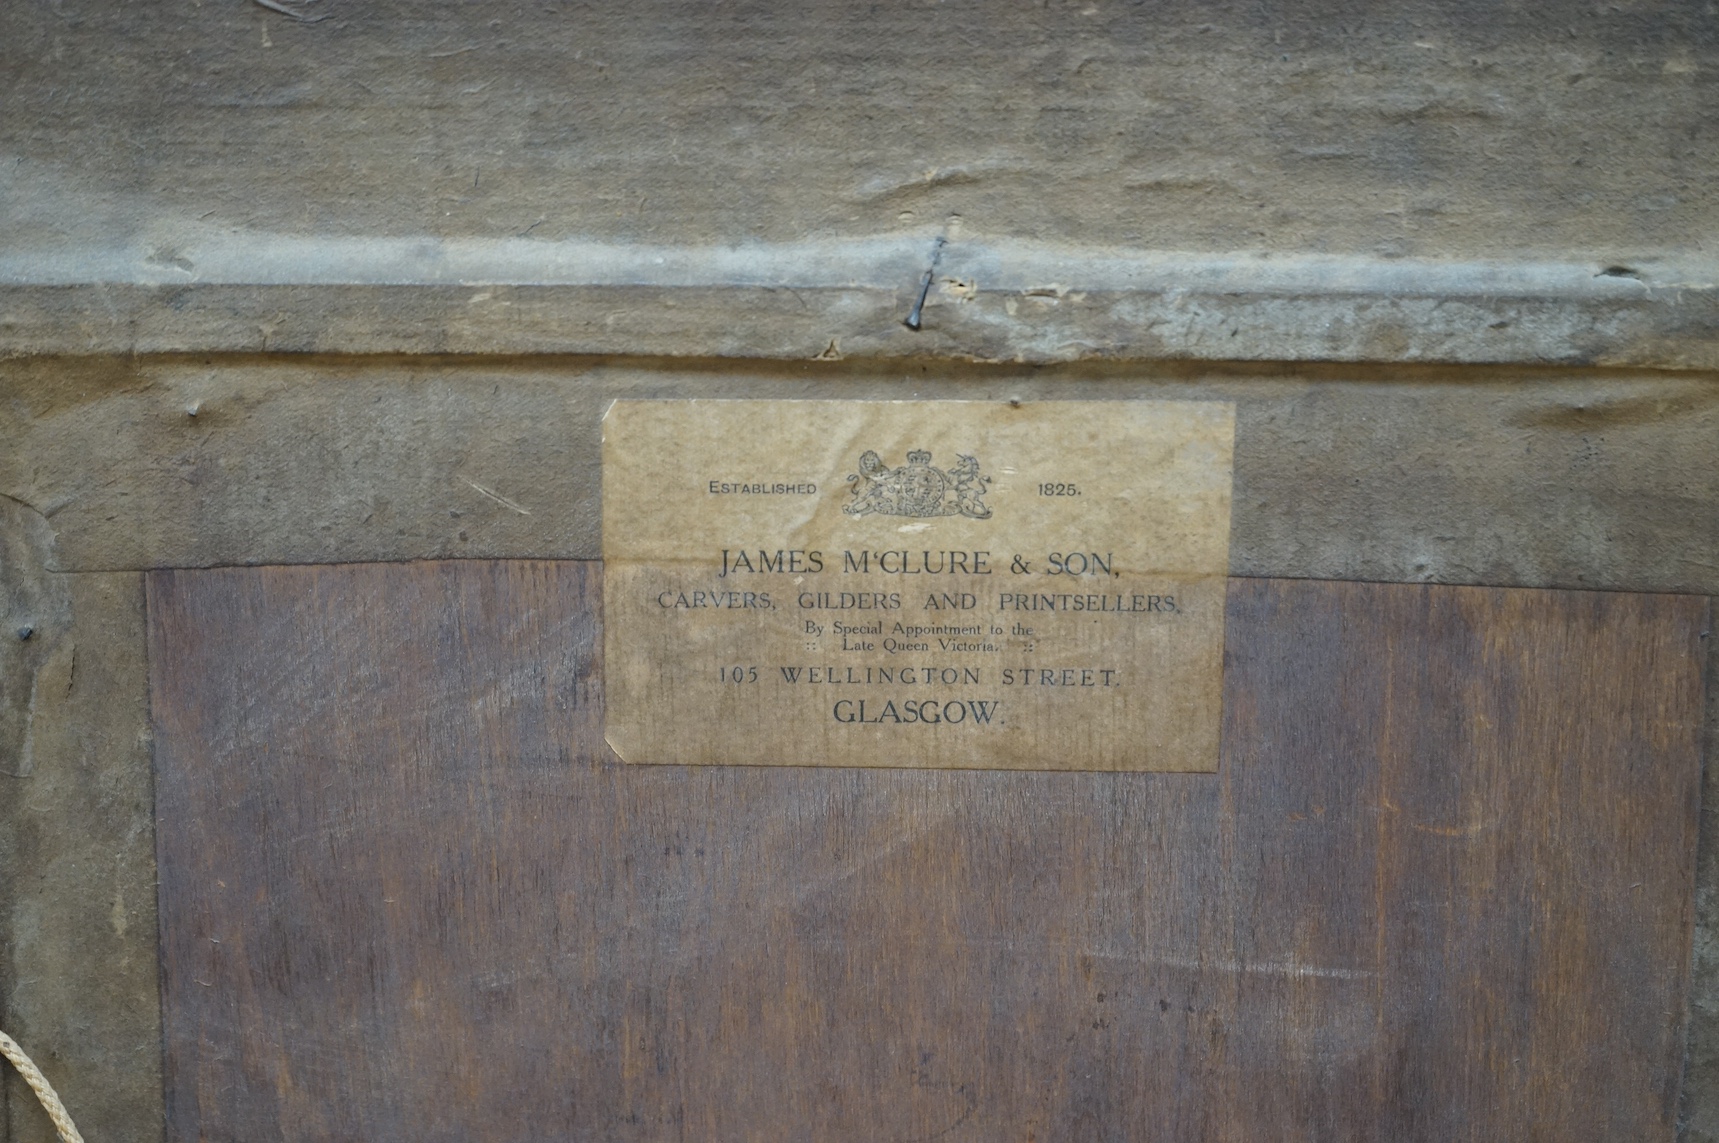 ESTABLISHED 1825.
JAMES M‘CLURE & SON,
CARVERS, GILDERS AND PRINTSELLERS.
By Special Appointment to the
:: Late Queen Victoria. ::
105 WELLINGTON STREET.
GLASGOW.